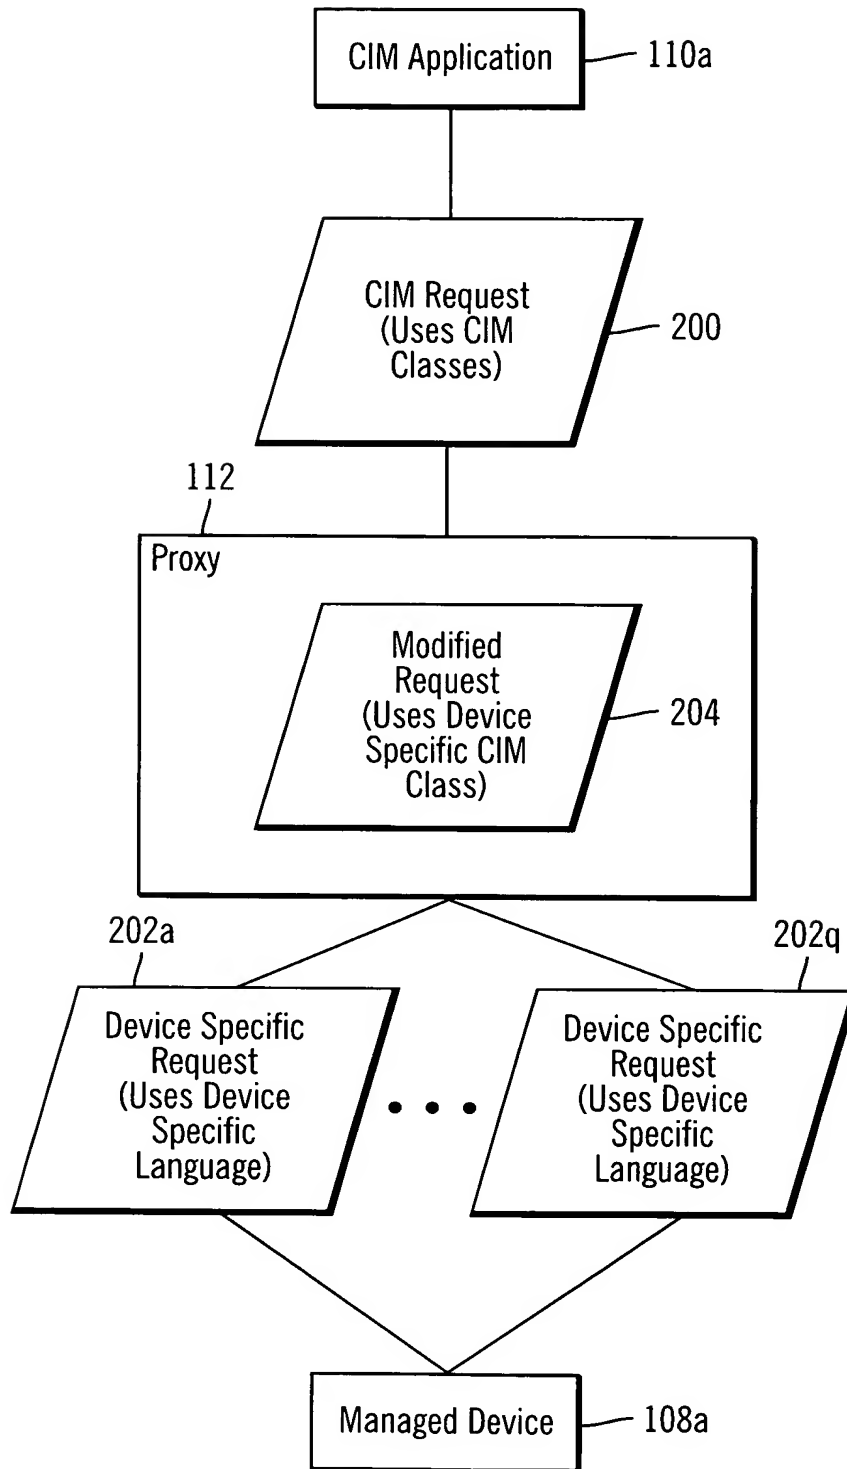 CIM Application
110a
CIM Request
(Uses CIM
Classes)
200
112
Proxy
Modified
Request
(Uses Device
Specific CIM
Class)
204
202a
202q
Device Specific
Request
(Uses Device
Specific
Language)
Device Specific
Request
(Uses Device
Specific
Language)
Managed Device
108a